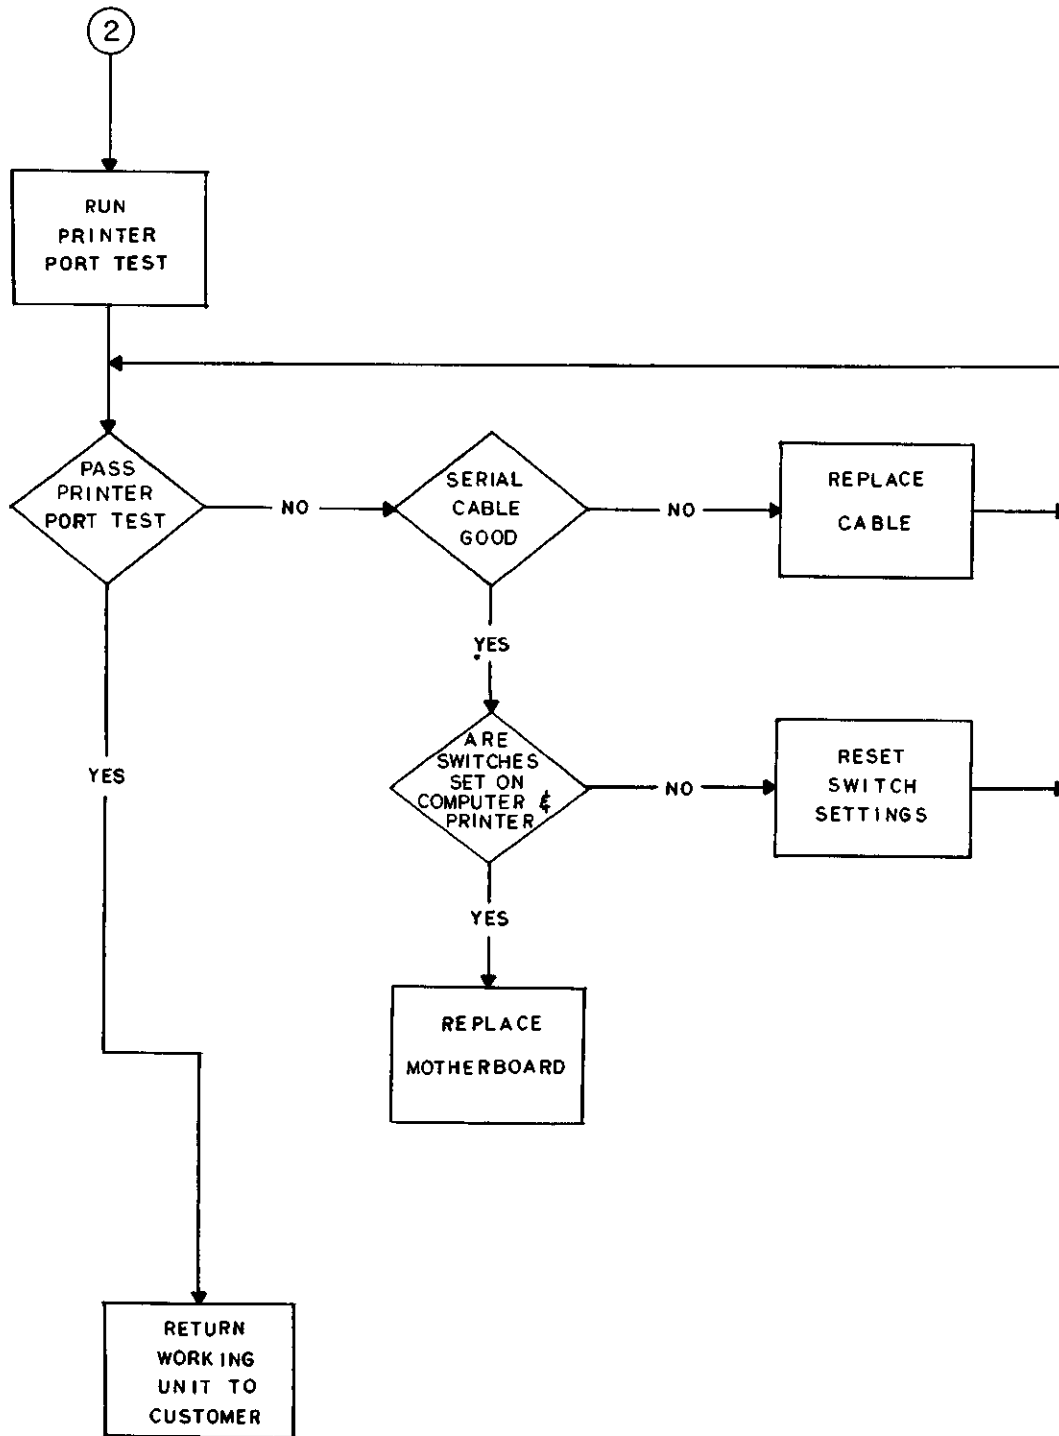 2
RUN
PRINTER
PORT TEST
PASS
PRINTER
PORT TEST
NO
SERIAL
CABLE
GOOD
NO
REPLACE
CABLE
YES
ARE
SWITCHES
SET ON
COMPUTER &
PRINTER
NO
RESET
SWITCH
SETTINGS
YES
YES
REPLACE
MOTHERBOARD
RETURN
WORKING
UNIT TO
CUSTOMER